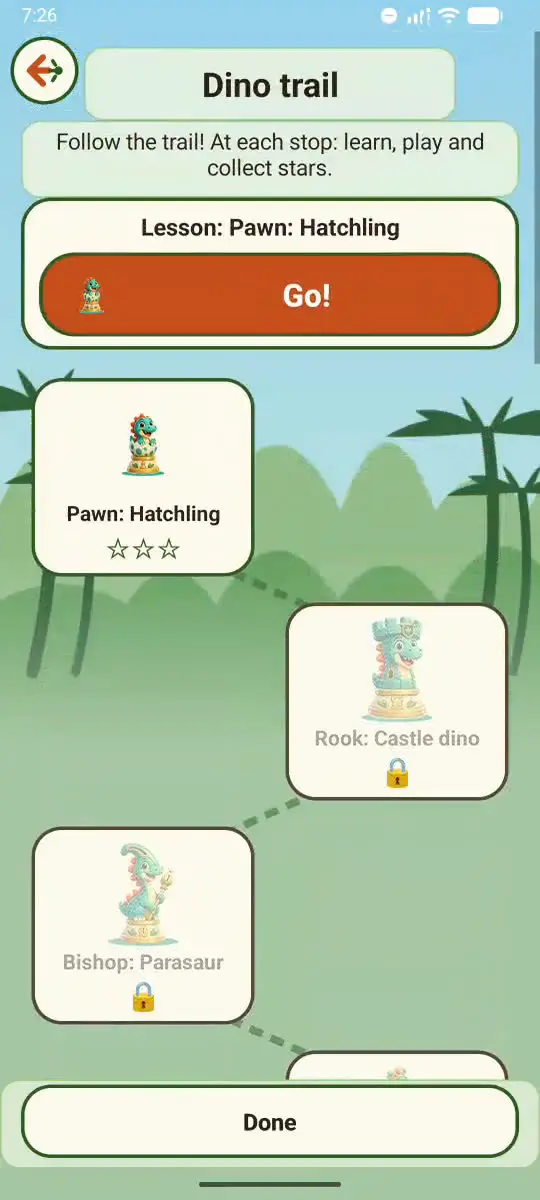 7:26
Dino trail
Follow the trail! At each stop: learn, play and
collect stars.
Lesson: Pawn: Hatchling
Go!
Pawn: Hatchling
Rook: Castle dino
Bishop: Parasaur
Done